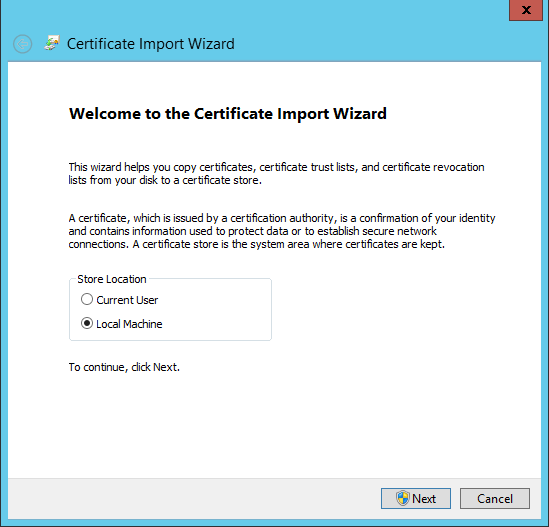 x
Certificate Import Wizard
Welcome to the Certificate Import Wizard
This wizard helps you copy certificates, certificate trust lists, and certificate revocation
lists from your disk to a certificate store.
A certificate, which is issued by a certification authority, is a confirmation of your identity
and contains information used to protect data or to establish secure network
connections. A certificate store is the system area where certificates are kept.
Store Location
Current User
Local Machine
To continue, click Next.
Next
Cancel